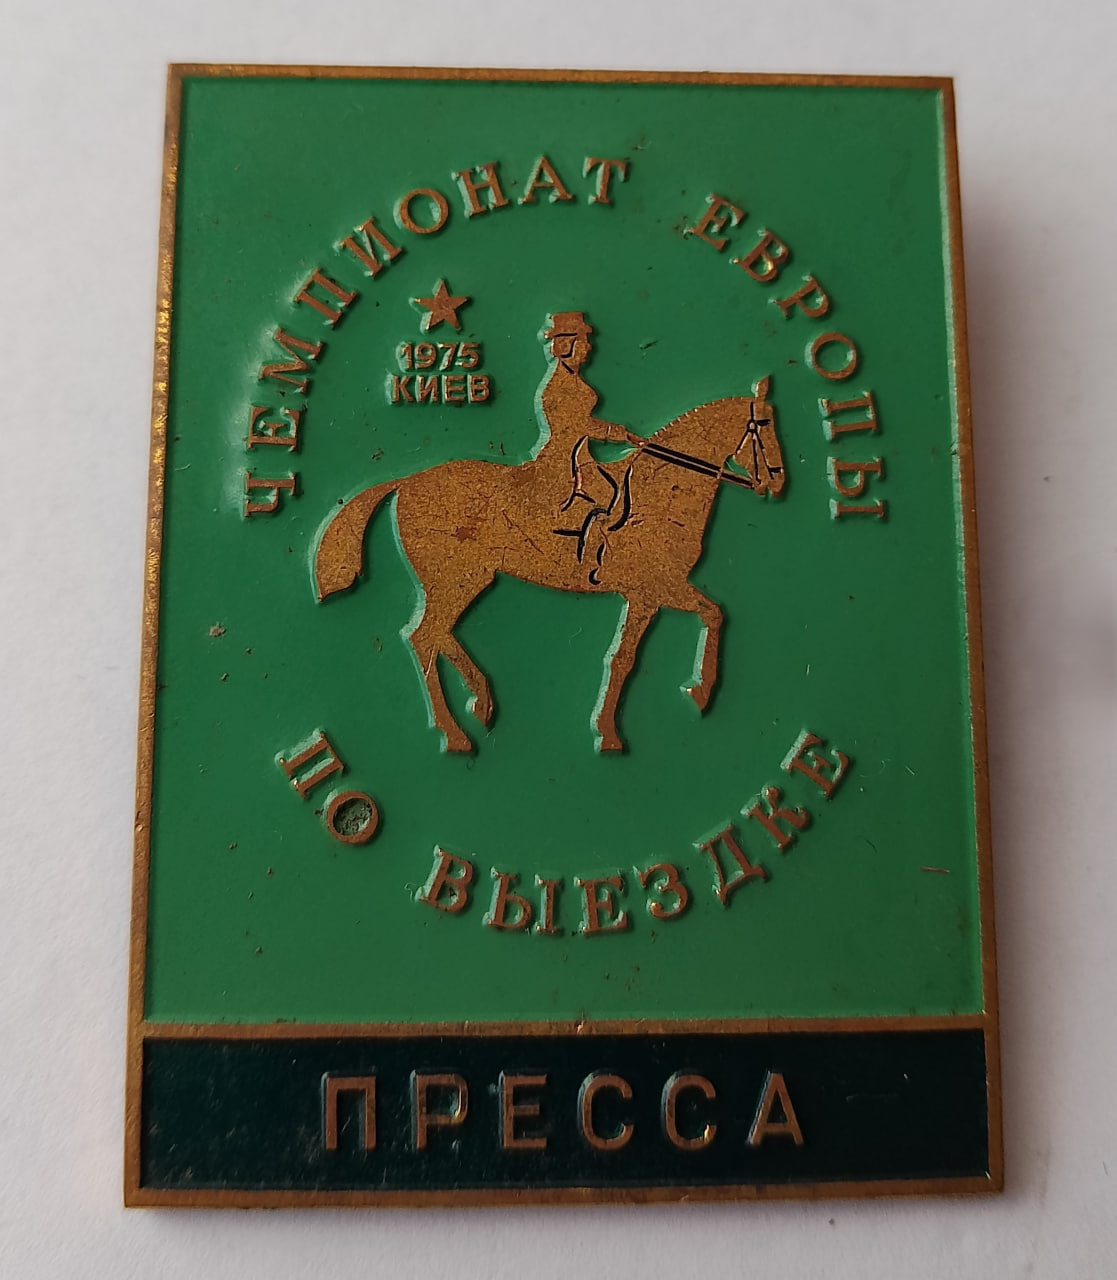 ЧЕМПИОНАТ ЕВРОПЫ
1975
КИЕВ
ПО ВЫЕЗДКЕ
ПРЕССА